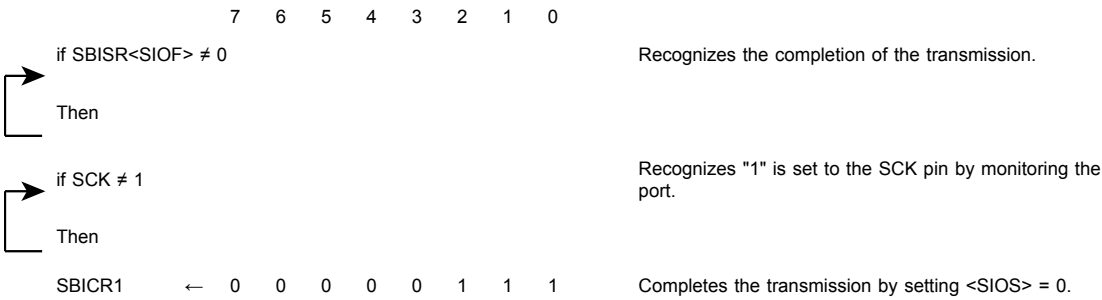 7 6 5 4 3 2 1 0
if SBISR<SIOF> ≠ 0 Recognizes the completion of the transmission.
Then
if SCK ≠ 1 Recognizes "1" is set to the SCK pin by monitoring the
port.
Then
SBICR1 ← 0 0 0 0 0 1 1 1 Completes the transmission by setting <SIOS> = 0.